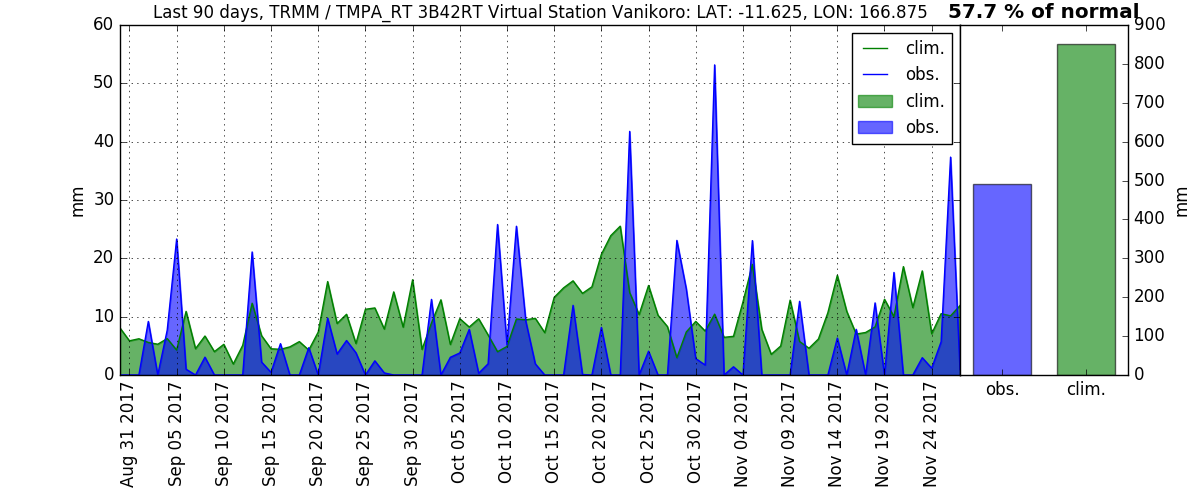 Last 90 days, TRMM / TMPA_RT 3B42RT Virtual Station Vanikoro: LAT: -11.625, LON: 166.875
57.7 % of normal
60
50
40
30
20
10
0
mm
clim.
obs.
clim.
obs.
900
800
700
600
500
400
300
200
100
0
mm
obs.
clim.
Aug 31 2017
Sep 05 2017
Sep 10 2017
Sep 15 2017
Sep 20 2017
Sep 25 2017
Sep 30 2017
Oct 05 2017
Oct 10 2017
Oct 15 2017
Oct 20 2017
Oct 25 2017
Oct 30 2017
Nov 04 2017
Nov 09 2017
Nov 14 2017
Nov 19 2017
Nov 24 2017